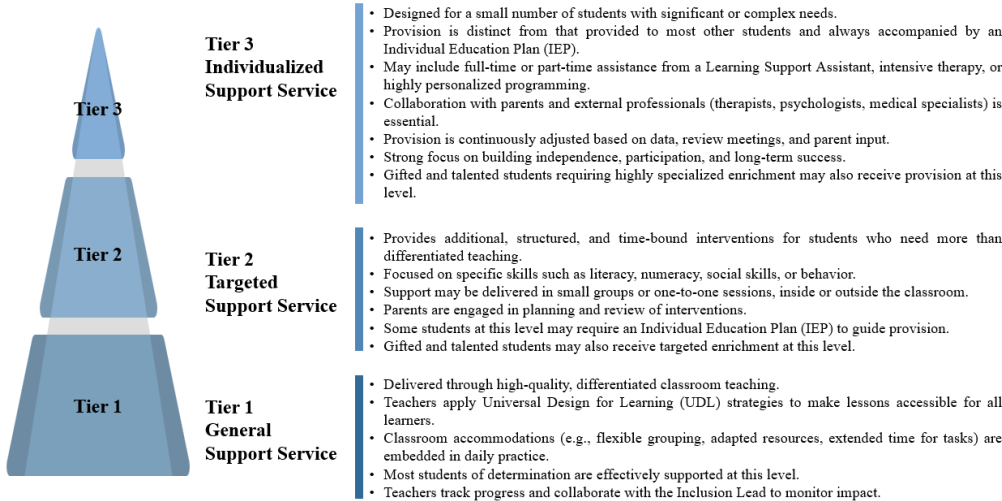 Tier 3
Tier 3
Individualized
Support Service
• Designed for a small number of students with significant or complex needs.
• Provision is distinct from that provided to most other students and always accompanied by an
Individual Education Plan (IEP).
• May include full-time or part-time assistance from a Learning Support Assistant, intensive therapy, or
highly personalized programming.
• Collaboration with parents and external professionals (therapists, psychologists, medical specialists) is
essential.
• Provision is continuously adjusted based on data, review meetings, and parent input.
• Strong focus on building independence, participation, and long-term success.
• Gifted and talented students requiring highly specialized enrichment may also receive provision at this
level.
Tier 2
Tier 2
Targeted
Support Service
• Provides additional, structured, and time-bound interventions for students who need more than
differentiated teaching.
• Focused on specific skills such as literacy, numeracy, social skills, or behavior.
• Support may be delivered in small groups or one-to-one sessions, inside or outside the classroom.
• Parents are engaged in planning and review of interventions.
• Some students at this level may require an Individual Education Plan (IEP) to guide provision.
• Gifted and talented students may also receive targeted enrichment at this level.
Tier 1
Tier 1
General
Support Service
• Delivered through high-quality, differentiated classroom teaching.
• Teachers apply Universal Design for Learning (UDL) strategies to make lessons accessible for all
learners.
• Classroom accommodations (e.g., flexible grouping, adapted resources, extended time for tasks) are
embedded in daily practice.
• Most students of determination are effectively supported at this level.
• Teachers track progress and collaborate with the Inclusion Lead to monitor impact.